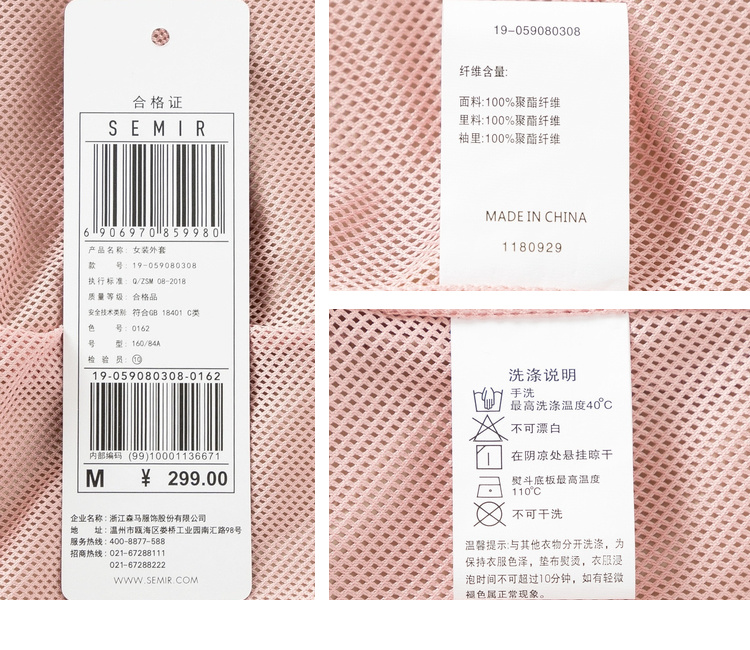 合格证
SEMIR
6 906970 859980
产品名称: 女装外套
款 号: 19-059080308
执行标准: Q/ZSM 08-2018
质量等级: 合格品
安全技术类别: 符合GB 18401 C类
色 号: 0162
号 型: 160/84A
检 验 员: ⑩
19-059080308-0162
内部编码 (99)10001136671
M ¥ 299.00
企业名称: 浙江森马服饰股份有限公司
地 址: 温州市瓯海区娄桥工业园南汇路98号
服务热线: 400-8877-588
招商热线: 021-67288111
021-67288222
WWW.SEMIR.COM
19-059080308
纤维含量:
面料:100%聚酯纤维
里料:100%聚酯纤维
袖里:100%聚酯纤维
MADE IN CHINA
1180929
洗涤说明
手洗
最高洗涤温度40℃
不可漂白
在阴凉处悬挂晾干
熨斗底板最高温度
110℃
不可干洗
温馨提示:与其他衣物分开洗涤，为
保持衣服色泽，垫布熨烫，衣服浸
泡时间不可超过10分钟，如有轻微
褪色属正常现象。